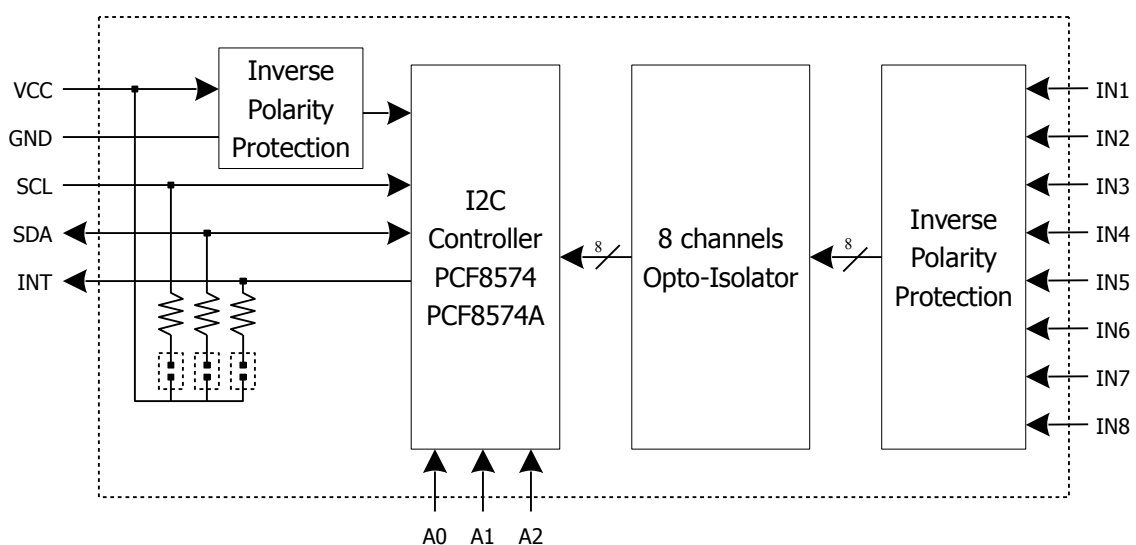 VCC
GND
SCL
SDA
INT
Inverse
Polarity
Protection
I2C
Controller
PCF8574
PCF8574A
8
8 channels
Opto-Isolator
8
Inverse
Polarity
Protection
IN1
IN2
IN3
IN4
IN5
IN6
IN7
IN8
A0 A1 A2